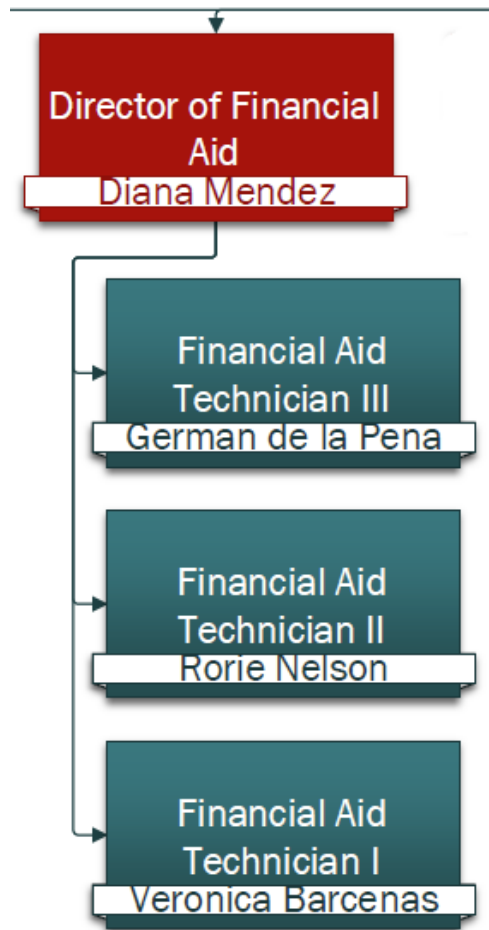 Director of Financial
Aid
Diana Mendez
Financial Aid
Technician III
German de la Pena
Financial Aid
Technician II
Rorie Nelson
Financial Aid
Technician I
Veronica Barcenas